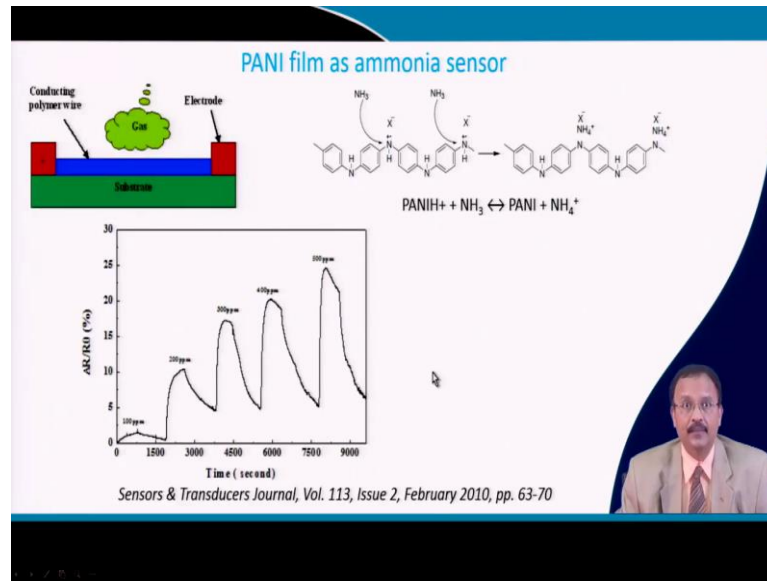 PANI film as ammonia sensor
Conducting
polymer wire
Electrode
Gas
Substrate
NH₃
NH₃
X⁻
X⁻
N
H
N
H
N
H
N
H
X⁻
NH₄⁺
X⁻
NH₄⁺
N
H
N
N
H
N
PANIH+ + NH₃ ↔ PANI + NH₄⁺
ΔR/R0 (%)
30
25
20
15
10
5
0
100ppm
200ppm
300ppm
400ppm
500ppm
0 1500 3000 4500 6000 7500 9000
Time ( second)
Sensors & Transducers Journal, Vol. 113, Issue 2, February 2010, pp. 63-70